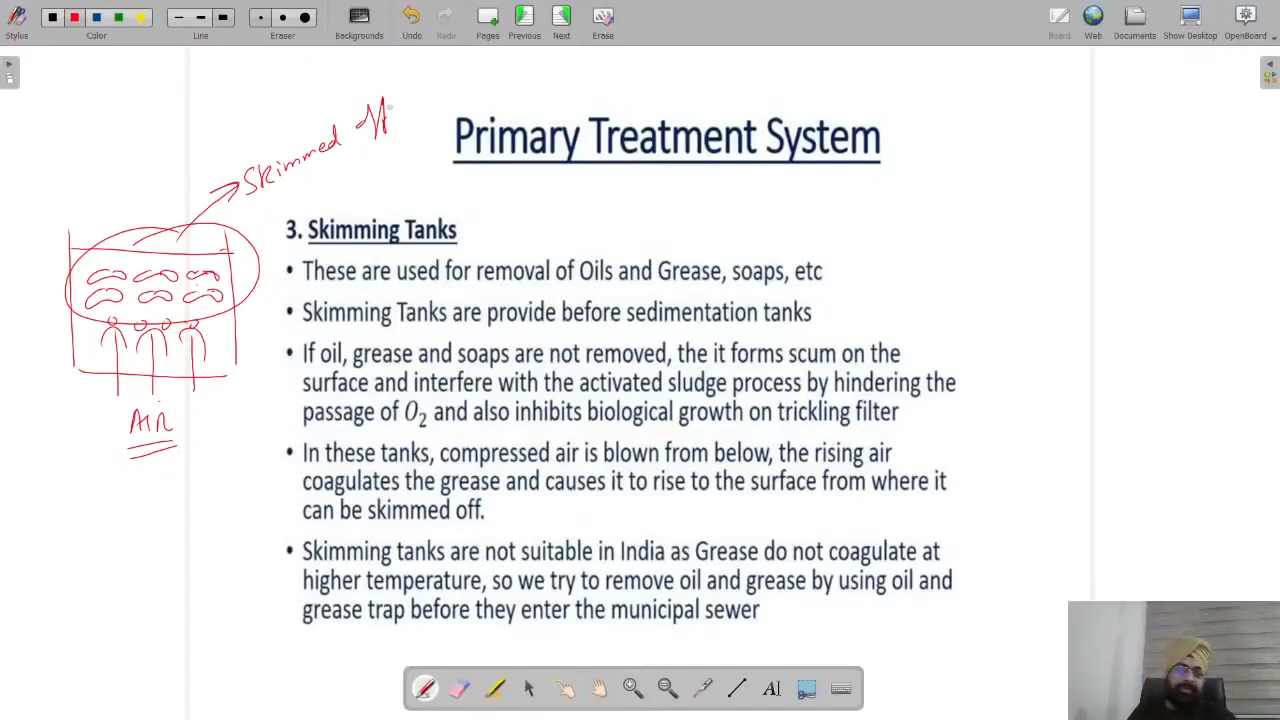 Stylus
Color
Line
Eraser
Backgrounds
Undo
Redo
Pages
Previous
Next
Erase
Board
Web
Documents
Show Desktop
OpenBoard
Skimmed off
Primary Treatment System
3. Skimming Tanks
• These are used for removal of Oils and Grease, soaps, etc
• Skimming Tanks are provide before sedimentation tanks
• If oil, grease and soaps are not removed, the it forms scum on the
surface and interfere with the activated sludge process by hindering the
passage of O₂ and also inhibits biological growth on trickling filter
• In these tanks, compressed air is blown from below, the rising air
coagulates the grease and causes it to rise to the surface from where it
can be skimmed off.
• Skimming tanks are not suitable in India as Grease do not coagulate at
higher temperature, so we try to remove oil and grease by using oil and
grease trap before they enter the municipal sewer
AIR